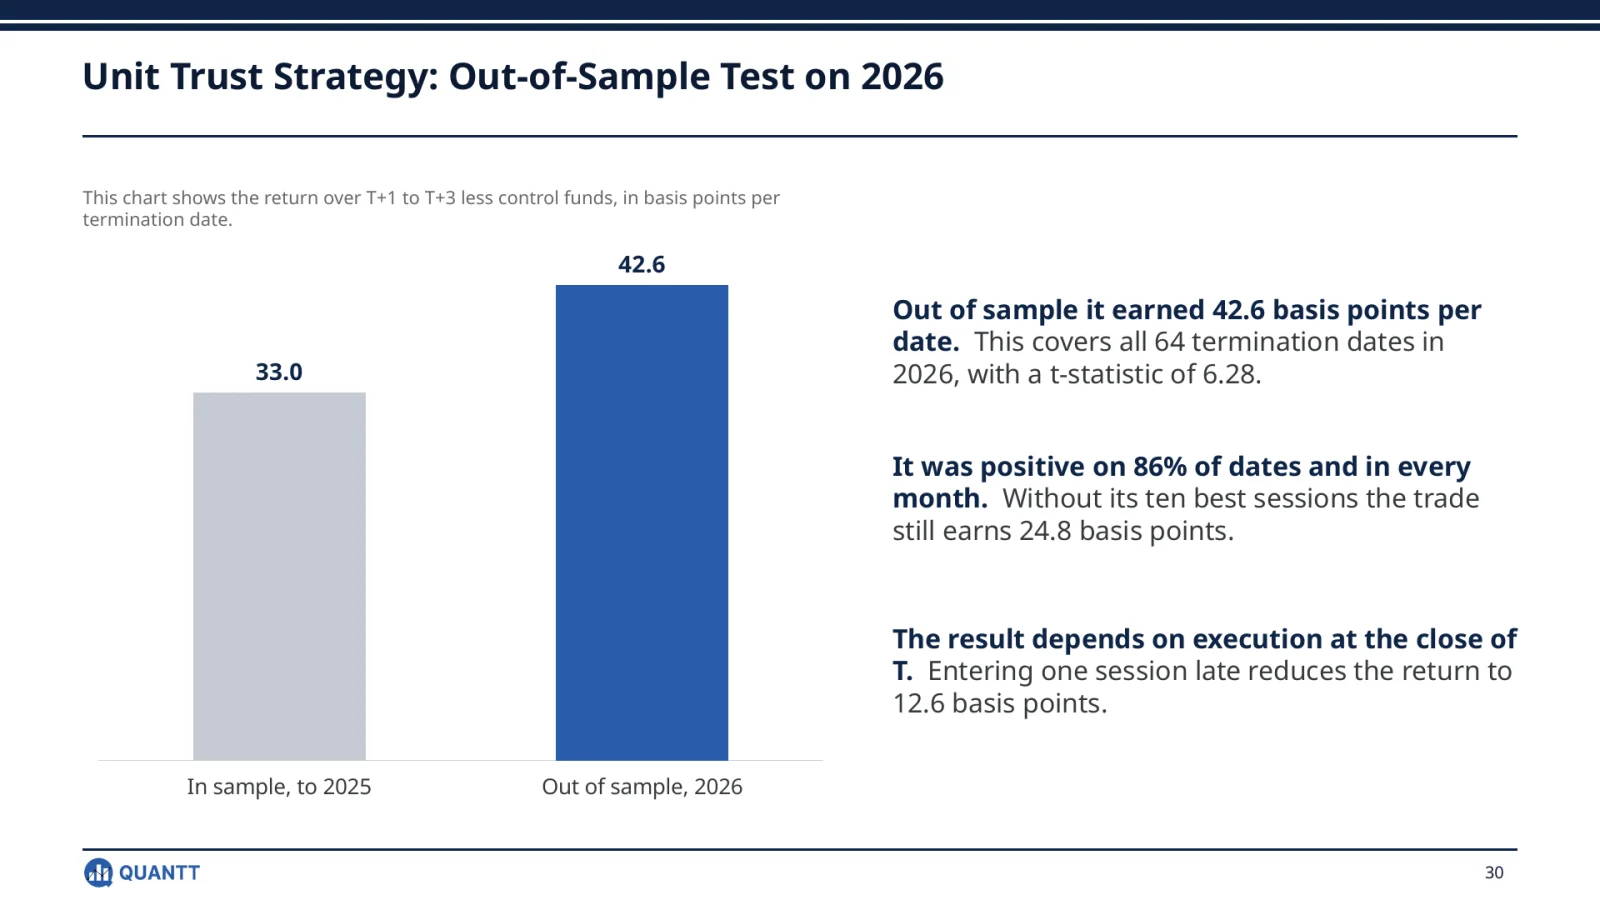 Unit Trust Strategy: Out-of-Sample Test on 2026
This chart shows the return over T+1 to T+3 less control funds, in basis points per
termination date.
42.6
33.0
In sample, to 2025
Out of sample, 2026
Out of sample it earned 42.6 basis points per
date. This covers all 64 termination dates in
2026, with a t-statistic of 6.28.
It was positive on 86% of dates and in every
month. Without its ten best sessions the trade
still earns 24.8 basis points.
The result depends on execution at the close of
T. Entering one session late reduces the return to
12.6 basis points.
QUANTT
30